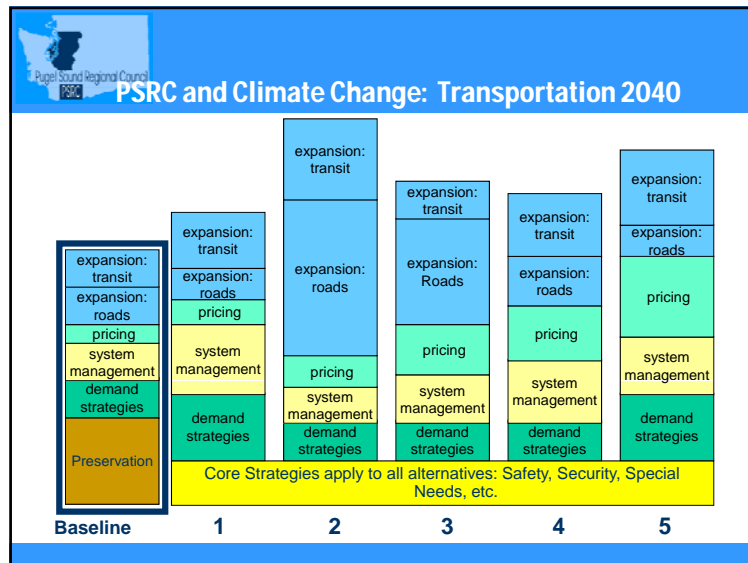 Puget Sound Regional Council
PSRC
PSRC and Climate Change: Transportation 2040
expansion:
transit
expansion:
roads
pricing
system
management
demand
strategies
Preservation
expansion:
transit
expansion:
roads
pricing
system
management
demand
strategies
expansion:
transit
expansion:
roads
pricing
system
management
demand
strategies
expansion:
transit
expansion:
Roads
pricing
system
management
demand
strategies
expansion:
transit
expansion:
roads
pricing
system
management
demand
strategies
expansion:
transit
expansion:
roads
pricing
system
management
demand
strategies
Core Strategies apply to all alternatives: Safety, Security, Special
Needs, etc.
Baseline 1 2 3 4 5